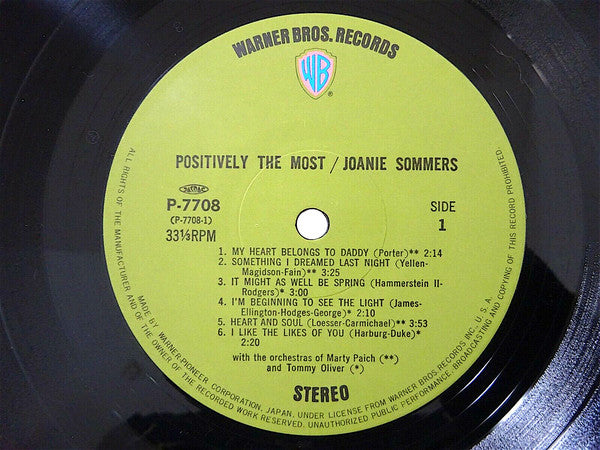 WARNER BROS. RECORDS
WB
®
POSITIVELY THE MOST / JOANIE SOMMERS
P-7708
(P-7708-1)
33⅓RPM
SIDE
1
1. MY HEART BELONGS TO DADDY (Porter)** 2:14
2. SOMETHING I DREAMED LAST NIGHT (Yellen-
Magidson-Fain)** 3:25
3. IT MIGHT AS WELL BE SPRING (Hammerstein II-
Rodgers)* 3:00
4. I'M BEGINNING TO SEE THE LIGHT (James-
Ellington-Hodges-George)* 2:10
5. HEART AND SOUL (Loesser-Carmichael)** 3:53
6. I LIKE THE LIKES OF YOU (Harburg-Duke)*
2:20
with the orchestras of Marty Paich (**)
and Tommy Oliver (*)
STEREO
MADE BY WARNER-PIONEER CORPORATION, JAPAN, UNDER LICENSE FROM WARNER BROS RECORDS INC., U. S. A.
ALL RIGHTS OF THE MANUFACTURER AND OF THE OWNER OF THE RECORDED WORK RESERVED. UNAUTHORIZED PUBLIC PERFORMANCE, BROADCASTING AND COPYING OF THIS RECORD PROHIBITED.